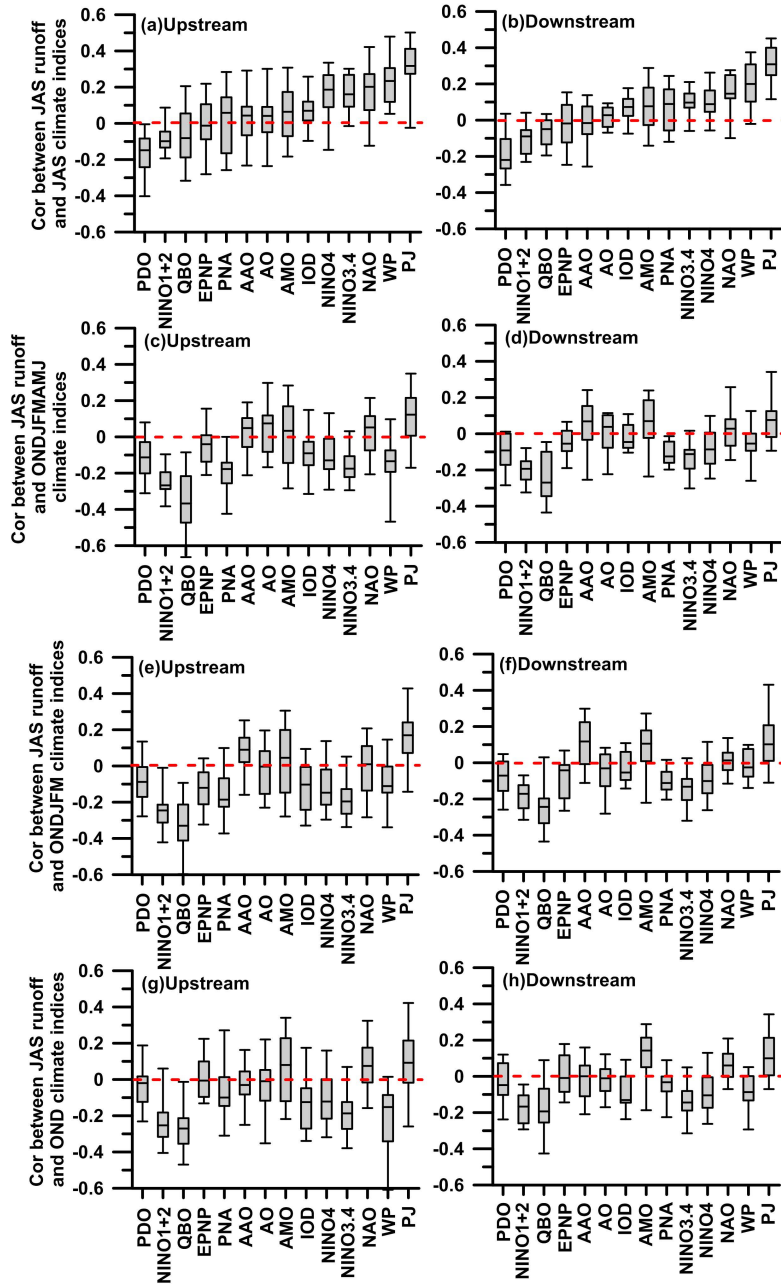 Cor between JAS runoff
and JAS climate indices
0.6
0.4
0.2
0
-0.2
-0.4
-0.6
(a)Upstream
PDO
NINO1+2
QBO
EPNP
PNA
AAO
AO
AMO
IOD
NINO4
NINO3.4
NAO
WP
PJ
0.6
0.4
0.2
0
-0.2
-0.4
-0.6
(b)Downstream
PDO
NINO1+2
QBO
EPNP
AAO
AO
IOD
AMO
PNA
NINO3.4
NINO4
NAO
WP
PJ
Cor between JAS runoff
and ONDJFMAMJ
climate indices
0.6
0.4
0.2
0
-0.2
-0.4
-0.6
(c)Upstream
PDO
NINO1+2
QBO
EPNP
PNA
AAO
AO
AMO
IOD
NINO4
NINO3.4
NAO
WP
PJ
0.6
0.4
0.2
0
-0.2
-0.4
-0.6
(d)Downstream
PDO
NINO1+2
QBO
EPNP
AAO
AO
IOD
AMO
PNA
NINO3.4
NINO4
NAO
WP
PJ
Cor between JAS runoff
and ONDJFM climate indices
0.6
0.4
0.2
0
-0.2
-0.4
-0.6
(e)Upstream
PDO
NINO1+2
QBO
EPNP
PNA
AAO
AO
AMO
IOD
NINO4
NINO3.4
NAO
WP
PJ
0.6
0.4
0.2
0
-0.2
-0.4
-0.6
(f)Downstream
PDO
NINO1+2
QBO
EPNP
AAO
AO
IOD
AMO
PNA
NINO3.4
NINO4
NAO
WP
PJ
Cor between JAS runoff
and OND climate indices
0.6
0.4
0.2
0
-0.2
-0.4
-0.6
(g)Upstream
PDO
NINO1+2
QBO
EPNP
PNA
AAO
AO
AMO
IOD
NINO4
NINO3.4
NAO
WP
PJ
0.6
0.4
0.2
0
-0.2
-0.4
-0.6
(h)Downstream
PDO
NINO1+2
QBO
EPNP
AAO
AO
IOD
AMO
PNA
NINO3.4
NINO4
NAO
WP
PJ